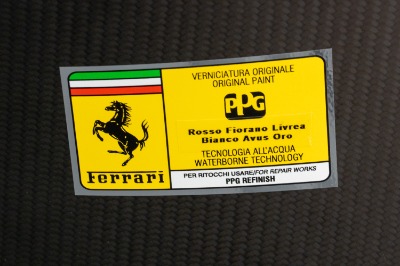 VERNICIATURA ORIGINALE
ORIGINAL PAINT
PPG
Rosso Fiorano Livrea
Bianco Avus Oro
TECNOLOGIA ALL'ACQUA
WATERBORNE TECHNOLOGY
Ferrari
PER RITOCCHI USARE/FOR REPAIR WORKS
PPG REFINISH